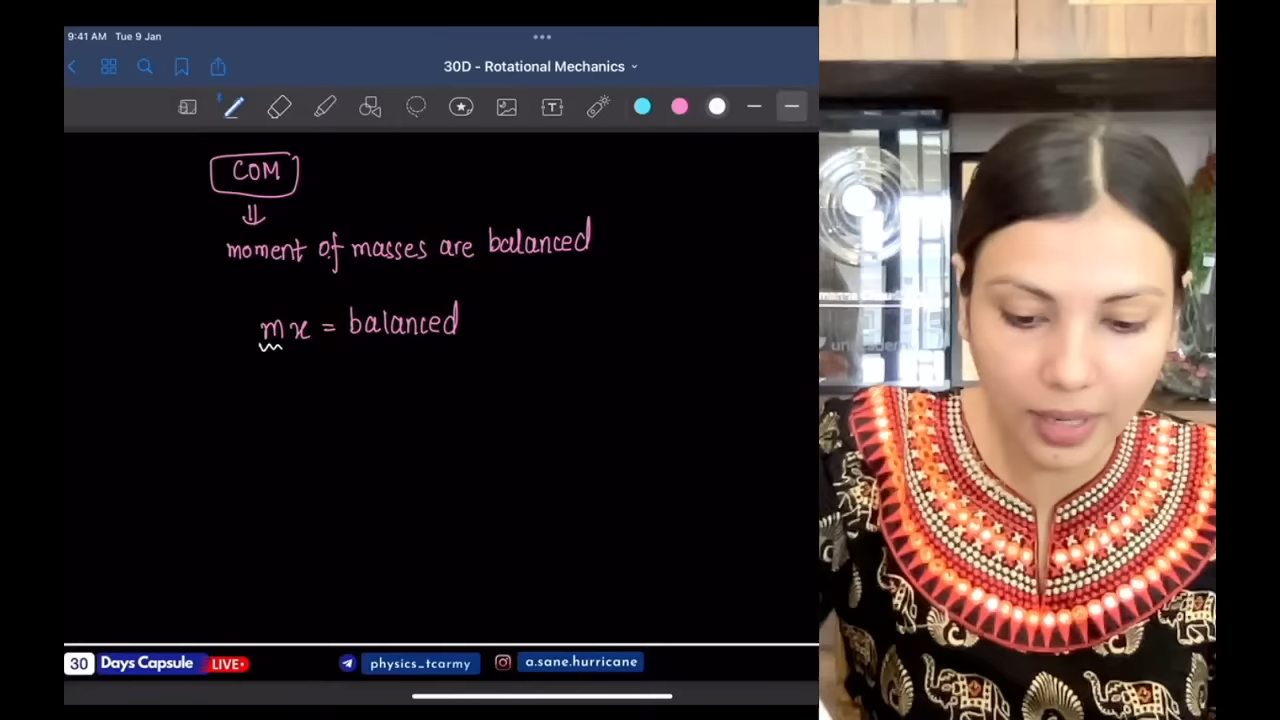 9:41 AM Tue 9 Jan
30D - Rotational Mechanics
T
COM
moment of masses are balanced
mx = balanced
30 Days Capsule LIVE
physics_tcarmy
a.sane.hurricane